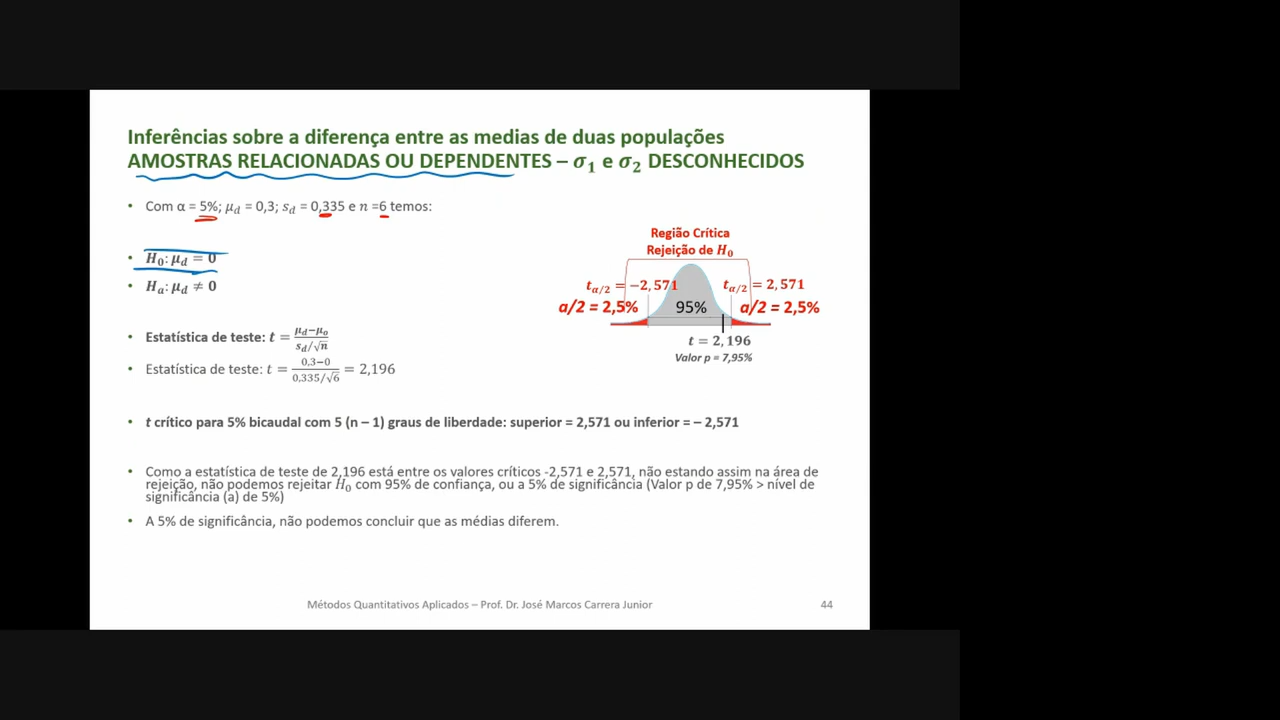 Inferências sobre a diferença entre as medias de duas populações
AMOSTRAS RELACIONADAS OU DEPENDENTES – σ₁ e σ₂ DESCONHECIDOS
• Com α = 5%; μ_d = 0,3; s_d = 0,335 e n =6 temos:
• H₀: μ_d = 0
• Hₐ: μ_d ≠ 0
• Estatística de teste: t = (μ_d−μ₀)/(s_d/√n)
• Estatística de teste: t = (0,3−0)/(0,335/√6) = 2,196
Região Crítica
Rejeição de H₀
t_α/2 = −2,571 t_α/2 = 2,571
a/2 = 2,5% 95% a/2 = 2,5%
t = 2,196
Valor p = 7,95%
• t crítico para 5% bicaudal com 5 (n – 1) graus de liberdade: superior = 2,571 ou inferior = – 2,571
• Como a estatística de teste de 2,196 está entre os valores críticos -2,571 e 2,571, não estando assim na área de
rejeição, não podemos rejeitar H₀ com 95% de confiança, ou a 5% de significância (Valor p de 7,95% > nível de
significância (a) de 5%)
• A 5% de significância, não podemos concluir que as médias diferem.
Métodos Quantitativos Aplicados – Prof. Dr. José Marcos Carrera Junior 44